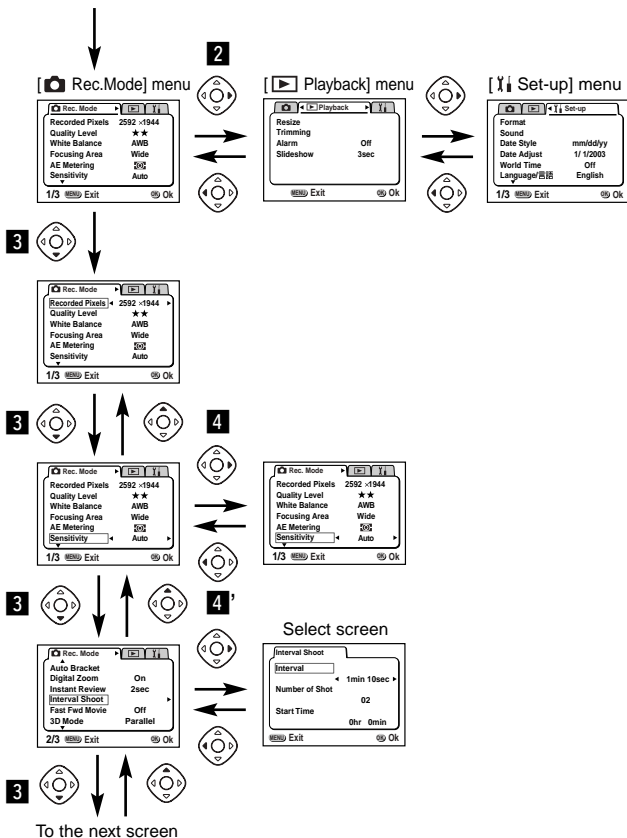 2
[ Rec.Mode] menu
[ Playback] menu
[ Set-up] menu
Rec. Mode
Recorded Pixels 2592 ×1944
Quality Level ★★
White Balance AWB
Focusing Area Wide
AE Metering
Sensitivity Auto
1/3 MENU Exit OK Ok
Playback
Resize
Trimming
Alarm Off
Slideshow 3sec
MENU Exit OK Ok
Set-up
Format
Sound
Date Style mm/dd/yy
Date Adjust 1/ 1/2003
World Time Off
Language/言語 English
1/3 MENU Exit OK Ok
3
Rec. Mode
Recorded Pixels 2592 ×1944
Quality Level ★★
White Balance AWB
Focusing Area Wide
AE Metering
Sensitivity Auto
1/3 MENU Exit OK Ok
3
4
Rec. Mode
Recorded Pixels 2592 ×1944
Quality Level ★★
White Balance AWB
Focusing Area Wide
AE Metering
Sensitivity Auto
1/3 MENU Exit OK Ok
Rec. Mode
Recorded Pixels 2592 ×1944
Quality Level ★★
White Balance AWB
Focusing Area Wide
AE Metering
Sensitivity Auto
1/3 MENU Exit OK Ok
3
4'
Select screen
Rec. Mode
Auto Bracket
Digital Zoom On
Instant Review 2sec
Interval Shoot
Fast Fwd Movie Off
3D Mode Parallel
2/3 MENU Exit OK Ok
Interval Shoot
Interval
1min 10sec
Number of Shot
02
Start Time
0hr 0min
MENU Exit OK Ok
3
To the next screen